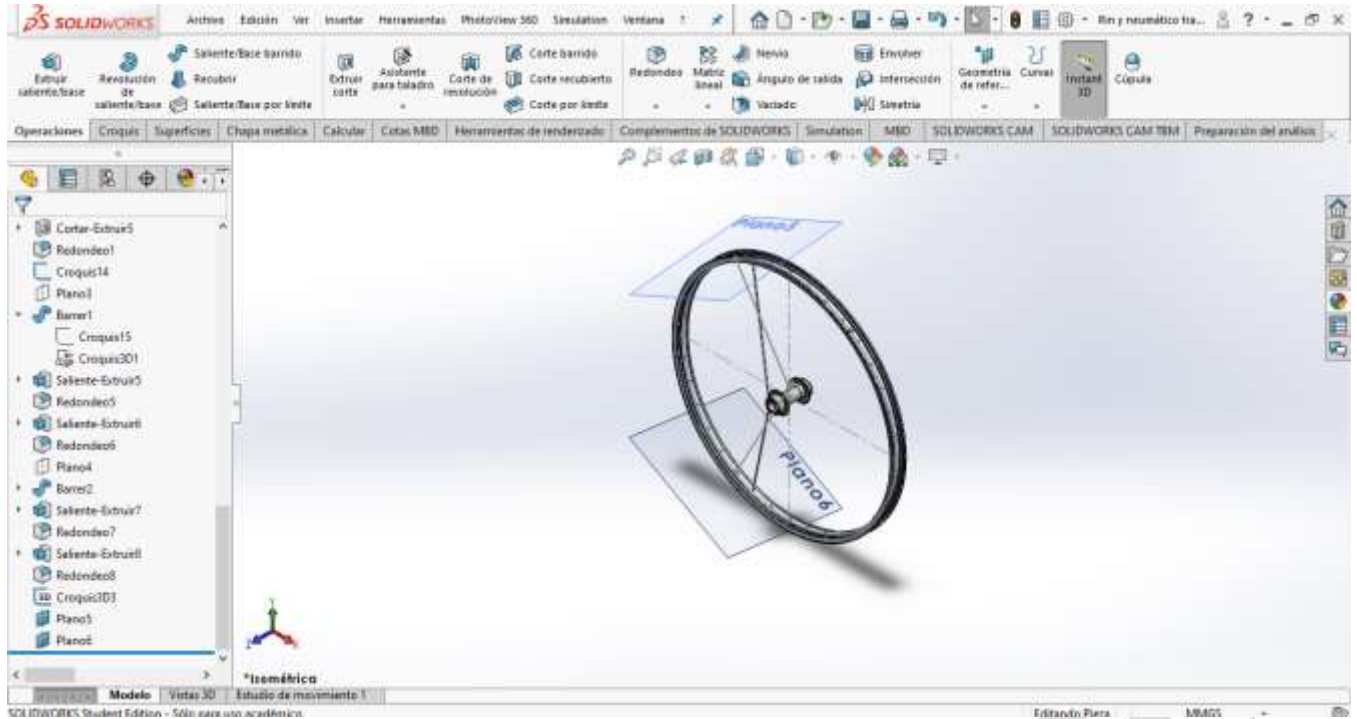 SOLIDWORKS Archivo Edición Ver Insertar Herramientas PhotoView 360 Simulation Ventana ? Rin y neumático tra... ?
Extruir saliente/base
Revolución de saliente/base
Saliente/Base barrido
Recubrir
Saliente/Base por límite
Extruir corte
Asistente para taladro
Corte de revolución
Corte barrido
Corte recubierto
Corte por límite
Redondeo
Matriz lineal
Nervio
Ángulo de salida
Vaciado
Envolver
Intersección
Simetría
Geometría de refer...
Curvas
Instant 3D
Cúpula
Operaciones Croquis Superficies Chapa metálica Calcular Cotas MBD Herramientas de renderizado Complementos de SOLIDWORKS Simulation MBD SOLIDWORKS CAM SOLIDWORKS CAM TBM Preparación del análisis
Cortar-Extruir5
Redondeo1
Croquis14
Plano3
Barrer1
Croquis15
Croquis3D1
Saliente-Extruir5
Redondeo5
Saliente-Extruir6
Redondeo6
Plano4
Barrer2
Saliente-Extruir7
Redondeo7
Saliente-Extruir8
Redondeo8
3D Croquis3D3
Plano5
Plano6
Plano6
*Isométrica
Modelo Vistas 3D Estudio de movimiento 1
SOLIDWORKS Student Edition - Sólo para uso académico. Editando Pieza MMGS